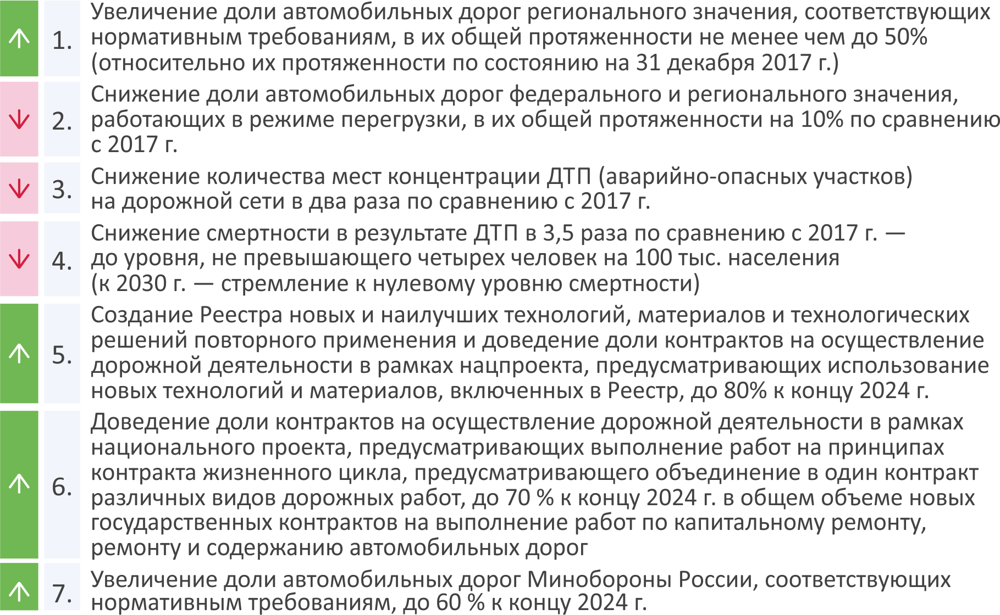 1.
Увеличение доли автомобильных дорог регионального значения, соответствующих
нормативным требованиям, в их общей протяженности не менее чем до 50%
(относительно их протяженности по состоянию на 31 декабря 2017 г.)
2.
Снижение доли автомобильных дорог федерального и регионального значения,
работающих в режиме перегрузки, в их общей протяженности на 10% по сравнению
с 2017 г.
3.
Снижение количества мест концентрации ДТП (аварийно-опасных участков)
на дорожной сети в два раза по сравнению с 2017 г.
4.
Снижение смертности в результате ДТП в 3,5 раза по сравнению с 2017 г. —
до уровня, не превышающего четырех человек на 100 тыс. населения
(к 2030 г. — стремление к нулевому уровню смертности)
5.
Создание Реестра новых и наилучших технологий, материалов и технологических
решений повторного применения и доведение доли контрактов на осуществление
дорожной деятельности в рамках нацпроекта, предусматривающих использование
новых технологий и материалов, включенных в Реестр, до 80% к концу 2024 г.
6.
Доведение доли контрактов на осуществление дорожной деятельности в рамках
национального проекта, предусматривающих выполнение работ на принципах
контракта жизненного цикла, предусматривающего объединение в один контракт
различных видов дорожных работ, до 70 % к концу 2024 г. в общем объеме новых
государственных контрактов на выполнение работ по капитальному ремонту,
ремонту и содержанию автомобильных дорог
7.
Увеличение доли автомобильных дорог Минобороны России, соответствующих
нормативным требованиям, до 60 % к концу 2024 г.